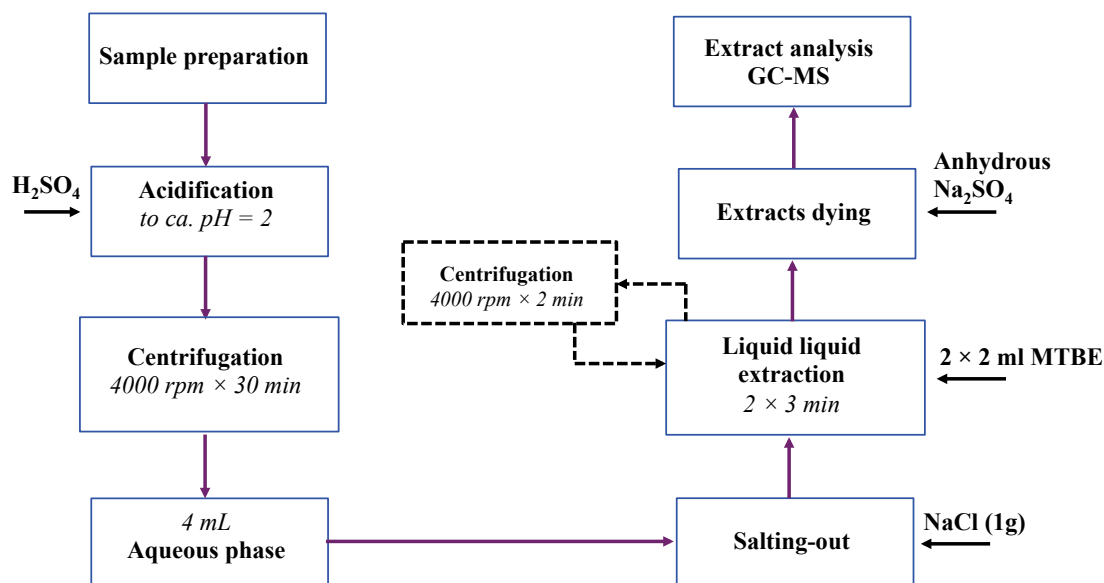 Sample preparation
H₂SO₄
Acidification
to ca. pH = 2
Centrifugation
4000 rpm × 30 min
4 mL
Aqueous phase
Salting-out
NaCl (1g)
Liquid liquid
extraction
2 × 3 min
2 × 2 ml MTBE
Centrifugation
4000 rpm × 2 min
Extracts dying
Anhydrous
Na₂SO₄
Extract analysis
GC-MS